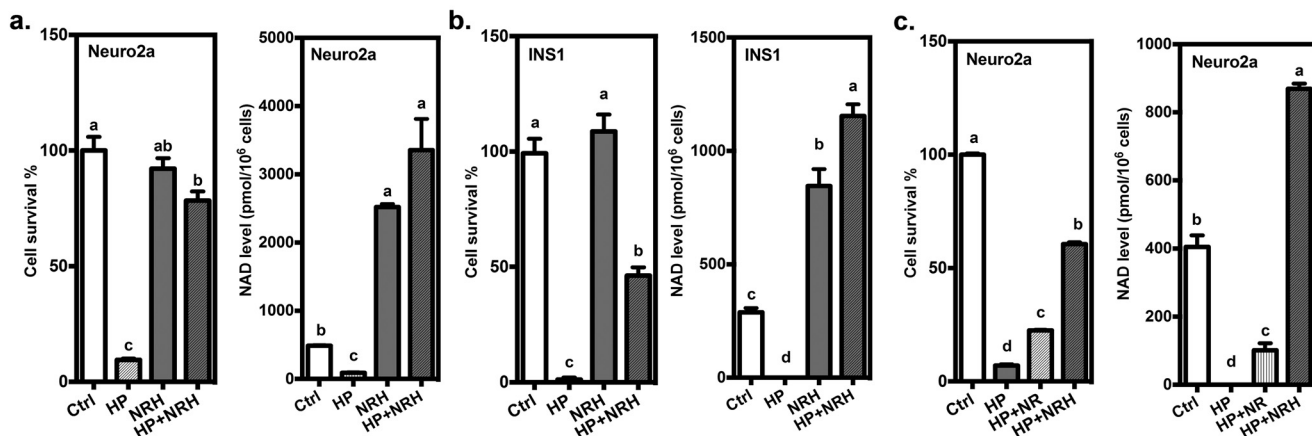 a.
Cell survival %
150
100
50
0
Neuro2a
a
c
ab
b
Ctrl
HP
NRH
HP+NRH
NAD level (pmol/10⁶ cells)
5000
4000
3000
2000
1000
0
Neuro2a
b
c
a
a
Ctrl
HP
NRH
HP+NRH
b.
Cell survival %
150
100
50
0
INS1
a
c
a
b
Ctrl
HP
NRH
HP+NRH
NAD level (pmol/10⁶ cells)
1500
1000
500
0
INS1
c
d
b
a
Ctrl
HP
NRH
HP+NRH
c.
Cell survival %
150
100
50
0
Neuro2a
a
d
c
b
Ctrl
HP
HP+NR
HP+NRH
NAD level (pmol/10⁶ cells)
1000
800
600
400
200
0
Neuro2a
b
d
c
a
Ctrl
HP
HP+NR
HP+NRH